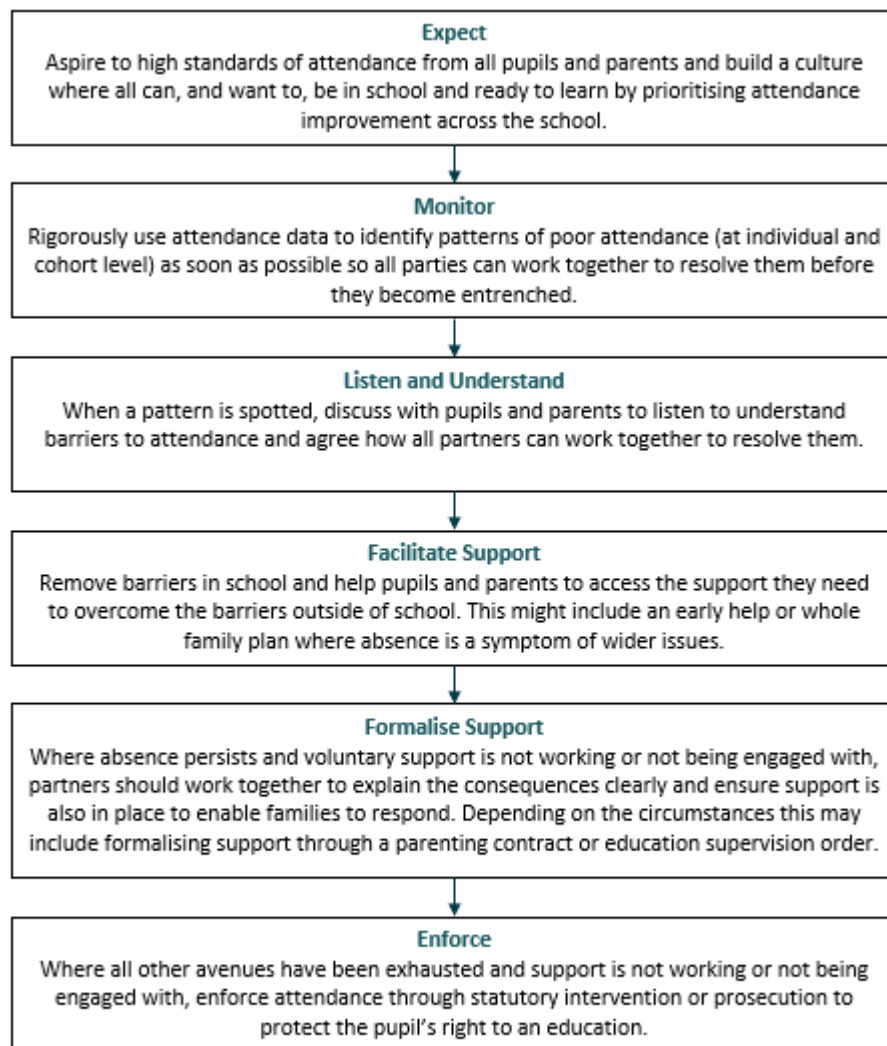 Expect
Aspire to high standards of attendance from all pupils and parents and build a culture
where all can, and want to, be in school and ready to learn by prioritising attendance
improvement across the school.
Monitor
Rigorously use attendance data to identify patterns of poor attendance (at individual and
cohort level) as soon as possible so all parties can work together to resolve them before
they become entrenched.
Listen and Understand
When a pattern is spotted, discuss with pupils and parents to listen to understand
barriers to attendance and agree how all partners can work together to resolve them.
Facilitate Support
Remove barriers in school and help pupils and parents to access the support they need
to overcome the barriers outside of school. This might include an early help or whole
family plan where absence is a symptom of wider issues.
Formalise Support
Where absence persists and voluntary support is not working or not being engaged with,
partners should work together to explain the consequences clearly and ensure support is
also in place to enable families to respond. Depending on the circumstances this may
include formalising support through a parenting contract or education supervision order.
Enforce
Where all other avenues have been exhausted and support is not working or not being
engaged with, enforce attendance through statutory intervention or prosecution to
protect the pupil's right to an education.